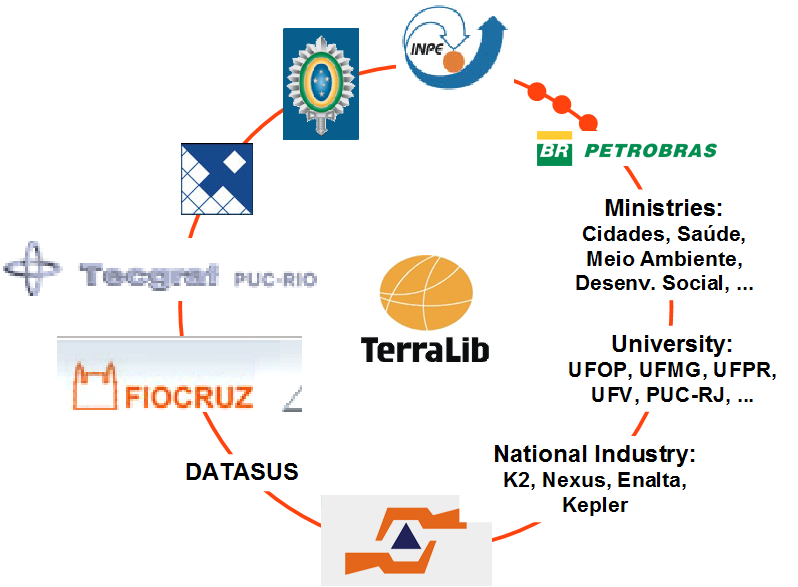 INPE
BR PETROBRAS
Ministries:
Cidades, Saúde,
Meio Ambiente,
Desenv. Social, ...
Tecgraf PUC-RIO
TerraLib
University:
UFOP, UFMG, UFPR,
UFV, PUC-RJ, ...
FIOCRUZ
DATASUS
National Industry:
K2, Nexus, Enalta,
Kepler